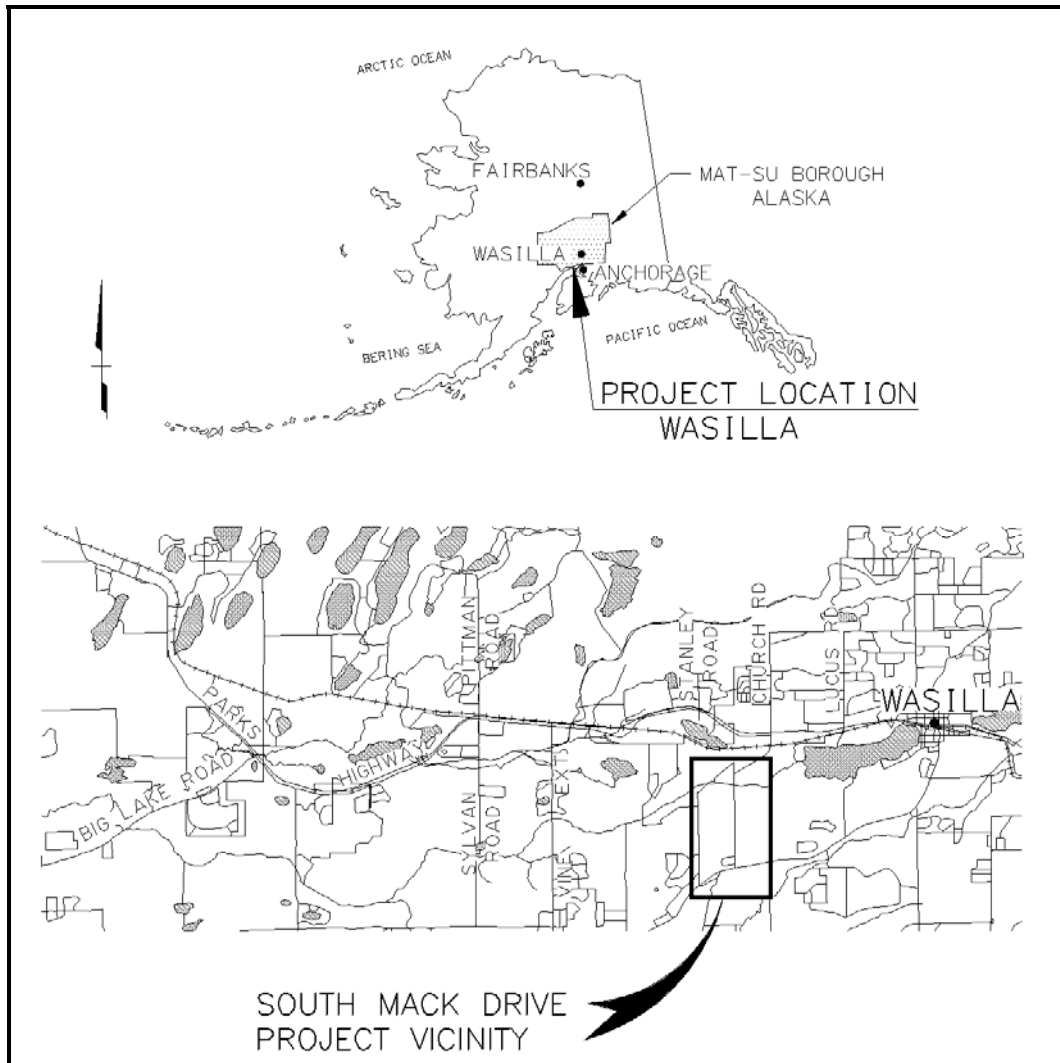 ARCTIC OCEAN
FAIRBANKS
MAT-SU BOROUGH
ALASKA
WASILLA
ANCHORAGE
PACIFIC OCEAN
BERING SEA
PROJECT LOCATION
WASILLA
PITTMAN
ROAD
STANLEY
ROAD
CHURCH RD
LUCUS RD
WASILLA
PARKS
HIGHWAY
BIG LAKE ROAD
SYLVAN
ROAD
VINE EXT
SOUTH MACK DRIVE
PROJECT VICINITY